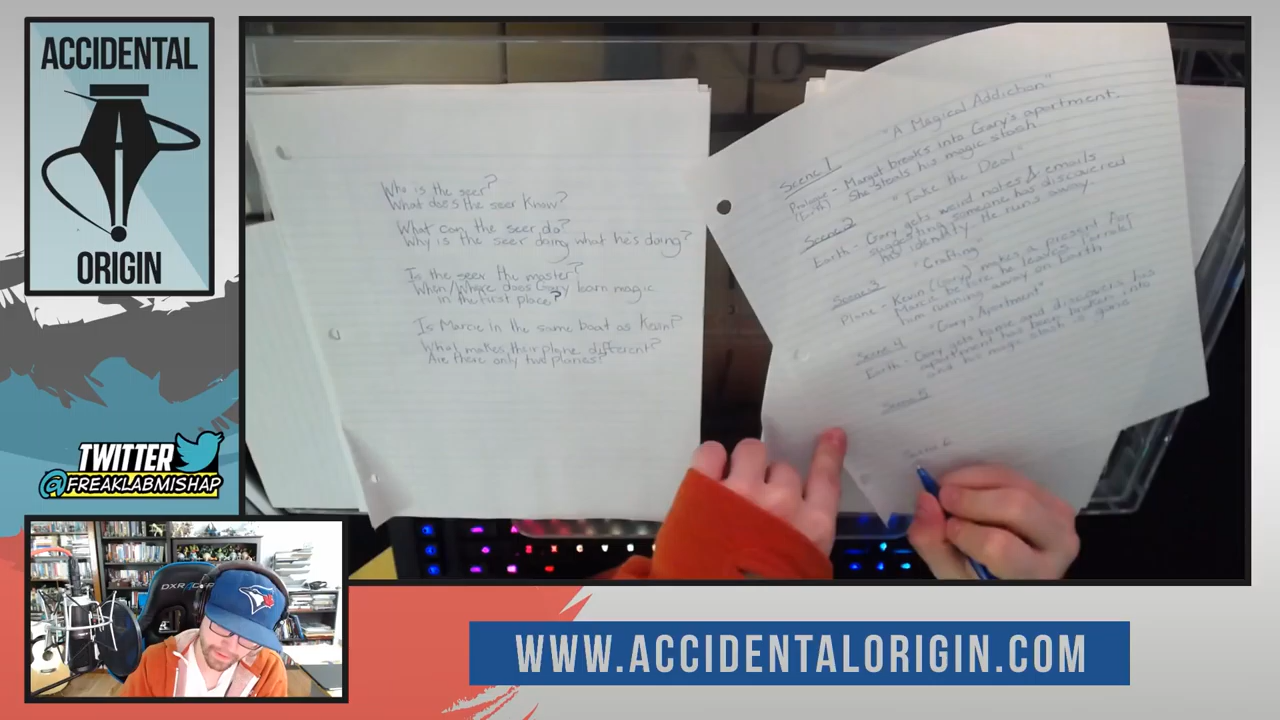 ACCIDENTAL
ORIGIN
TWITTER
@FREAKLABMISHAP
DXRACER
WWW.ACCIDENTALORIGIN.COM
Who is the seer?
What does the seer know?
What can the seer do?
Why is the seer doing what he's doing?
Is the seer the master?
When/Where does Gary learn magic
in the first place?
Is Marcie in the same boat as
What makes their plane different?
Are there only two planes?
"A Magical Addiction"
Scene 1
Prologue - Margot breaks into Gary's apartment.
(Earth) She steals his magic stash
"Take the Deal"
Scene 2
Earth - Gary gets weird notes & emails
suggesting someone has discovered
his identity. He runs away.
"Crafting"
Scene 3
Plane - Kevin (Gary) makes a present for
Marcie before he leaves
him running away on Earth
"Gary's Apartment"
Scene 4
Earth - Gary gets home and discovers his
apartment has been broken into
and his magic stash is gone
Scene 5
Scene 6